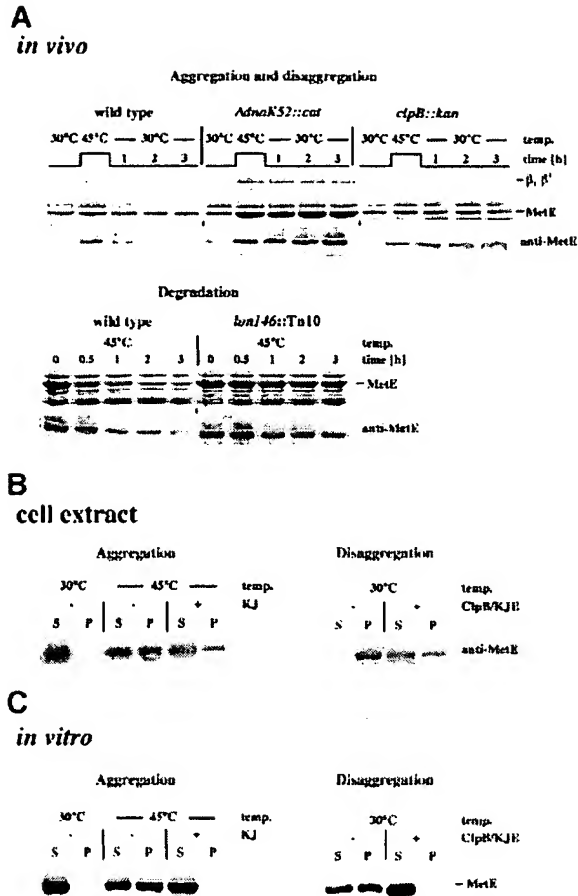 A
in vivo
Aggregation and disaggregation
wild type ΔdnaK52::cat clpB::kan
30°C 45°C — 30°C — 30°C 45°C — 30°C — 30°C 45°C — 30°C — temp.
1 2 3 1 2 3 1 2 3 time [h]
– β, β'
– MetE
anti-MetE
Degradation
wild type lon146::Tn10
45°C 45°C temp.
0 0.5 1 2 3 0 0.5 1 2 3 time [h]
– MetE
anti-MetE
B
cell extract
Aggregation Disaggregation
30°C — 45°C — temp. 30°C temp.
- - + KJ - + ClpB/KJE
S P S P S P S P S P
anti-MetE
C
in vitro
Aggregation Disaggregation
30°C — 45°C — temp. 30°C temp.
- - + KJ - + ClpB/KJE
S P S P S P S P S P
– MetE